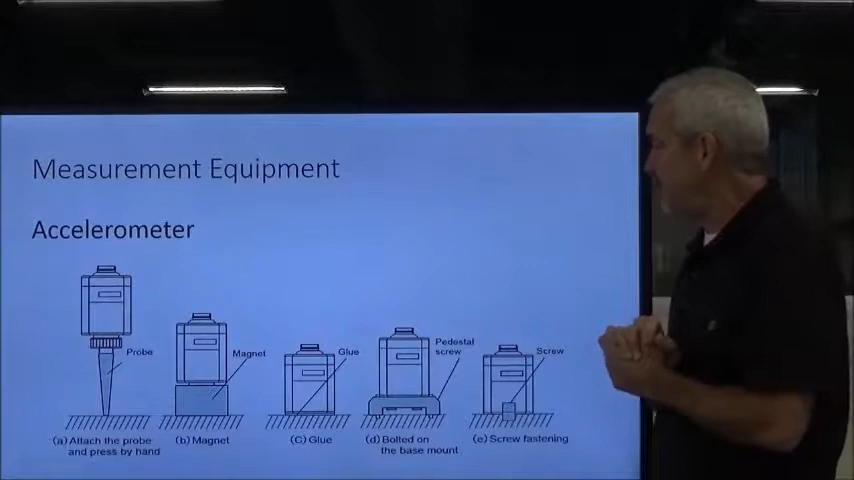 Measurement Equipment
Accelerometer
Probe
Magnet
Glue
Pedestal
screw
Screw
(a) Attach the probe
and press by hand
(b) Magnet
(C) Glue
(d) Bolted on
the base mount
(e) Screw fastening